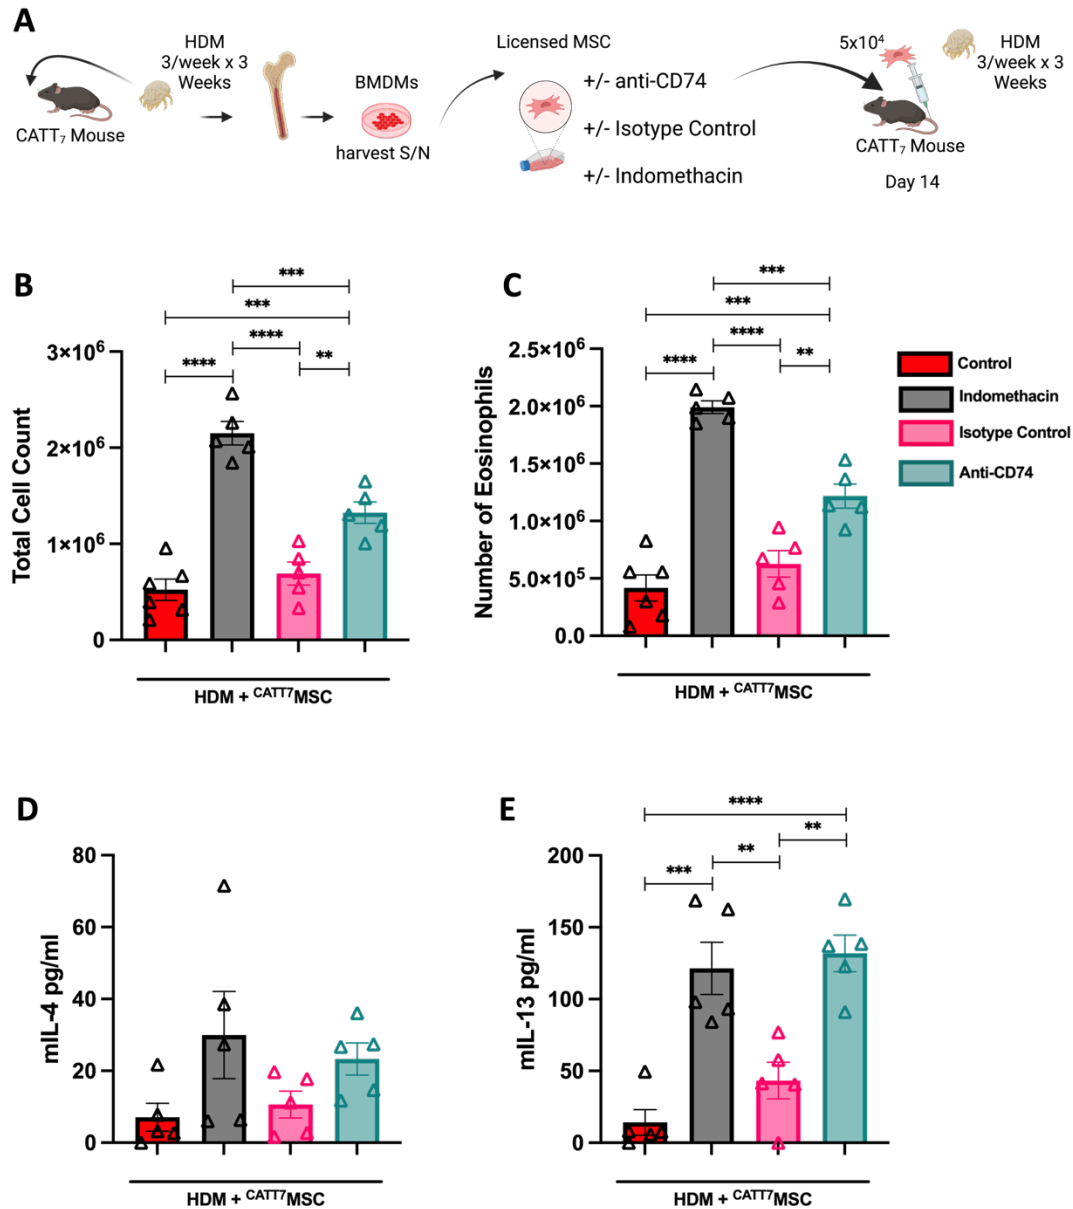 A
HDM
3/week x 3
Weeks
CATT₇ Mouse
BMDMs
harvest S/N
Licensed MSC
+/- anti-CD74
+/- Isotype Control
+/- Indomethacin
5x10⁴
HDM
3/week x 3
Weeks
CATT₇ Mouse
Day 14
B
***
***
****
****
**
Total Cell Count
3×10⁶
2×10⁶
1×10⁶
0
HDM + ᶜᴬᵀᵀ⁷MSC
C
***
***
****
****
**
Number of Eosinophils
2.5×10⁶
2.0×10⁶
1.5×10⁶
1.0×10⁶
5.0×10⁵
0.0
HDM + ᶜᴬᵀᵀ⁷MSC
Control
Indomethacin
Isotype Control
Anti-CD74
D
mIL-4 pg/ml
80
60
40
20
0
HDM + ᶜᴬᵀᵀ⁷MSC
E
****
**
**
***
mIL-13 pg/ml
200
150
100
50
0
HDM + ᶜᴬᵀᵀ⁷MSC